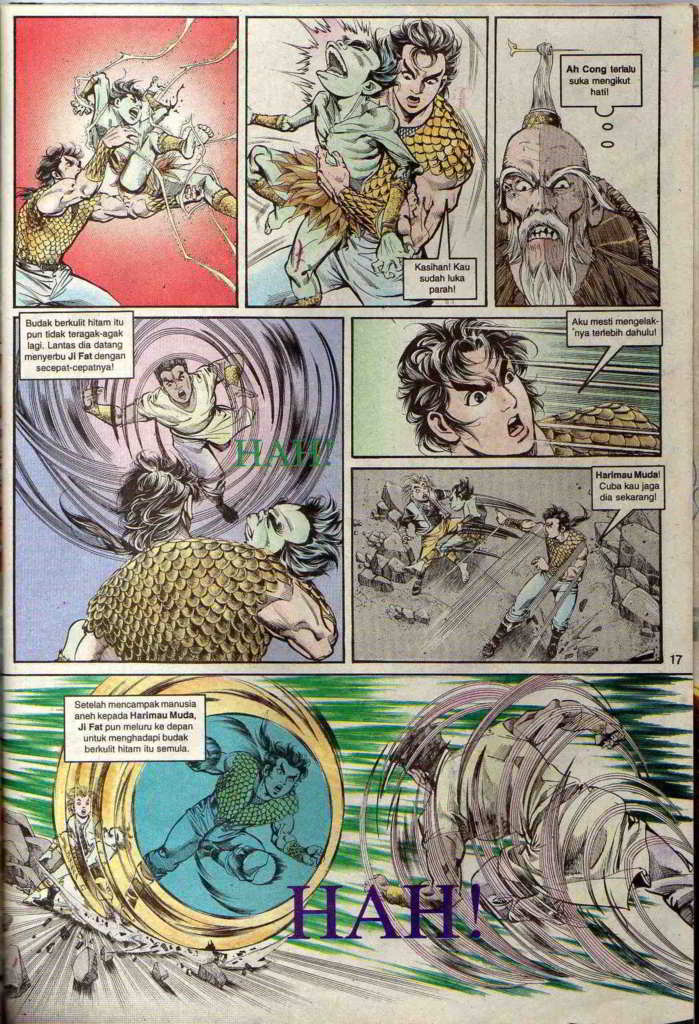 Ah Cong terlalu
suka mengikut
hati!
Kasihan! Kau
sudah luka
parah!
Budak berkulit hitam itu
pun tidak teragak-agak
lagi. Lantas dia datang
menyerbu Ji Fat dengan
secepat-cepatnya!
HAH!
Aku mesti mengelak-
nya terlebih dahulu!
Harimau Muda!
Cuba kau jaga
dia sekarang!
17
Setelah mencampak manusia
aneh kepada Harimau Muda,
Ji Fat pun meluru ke depan
untuk menghadapi budak
berkulit hitam itu semula.
HAH!